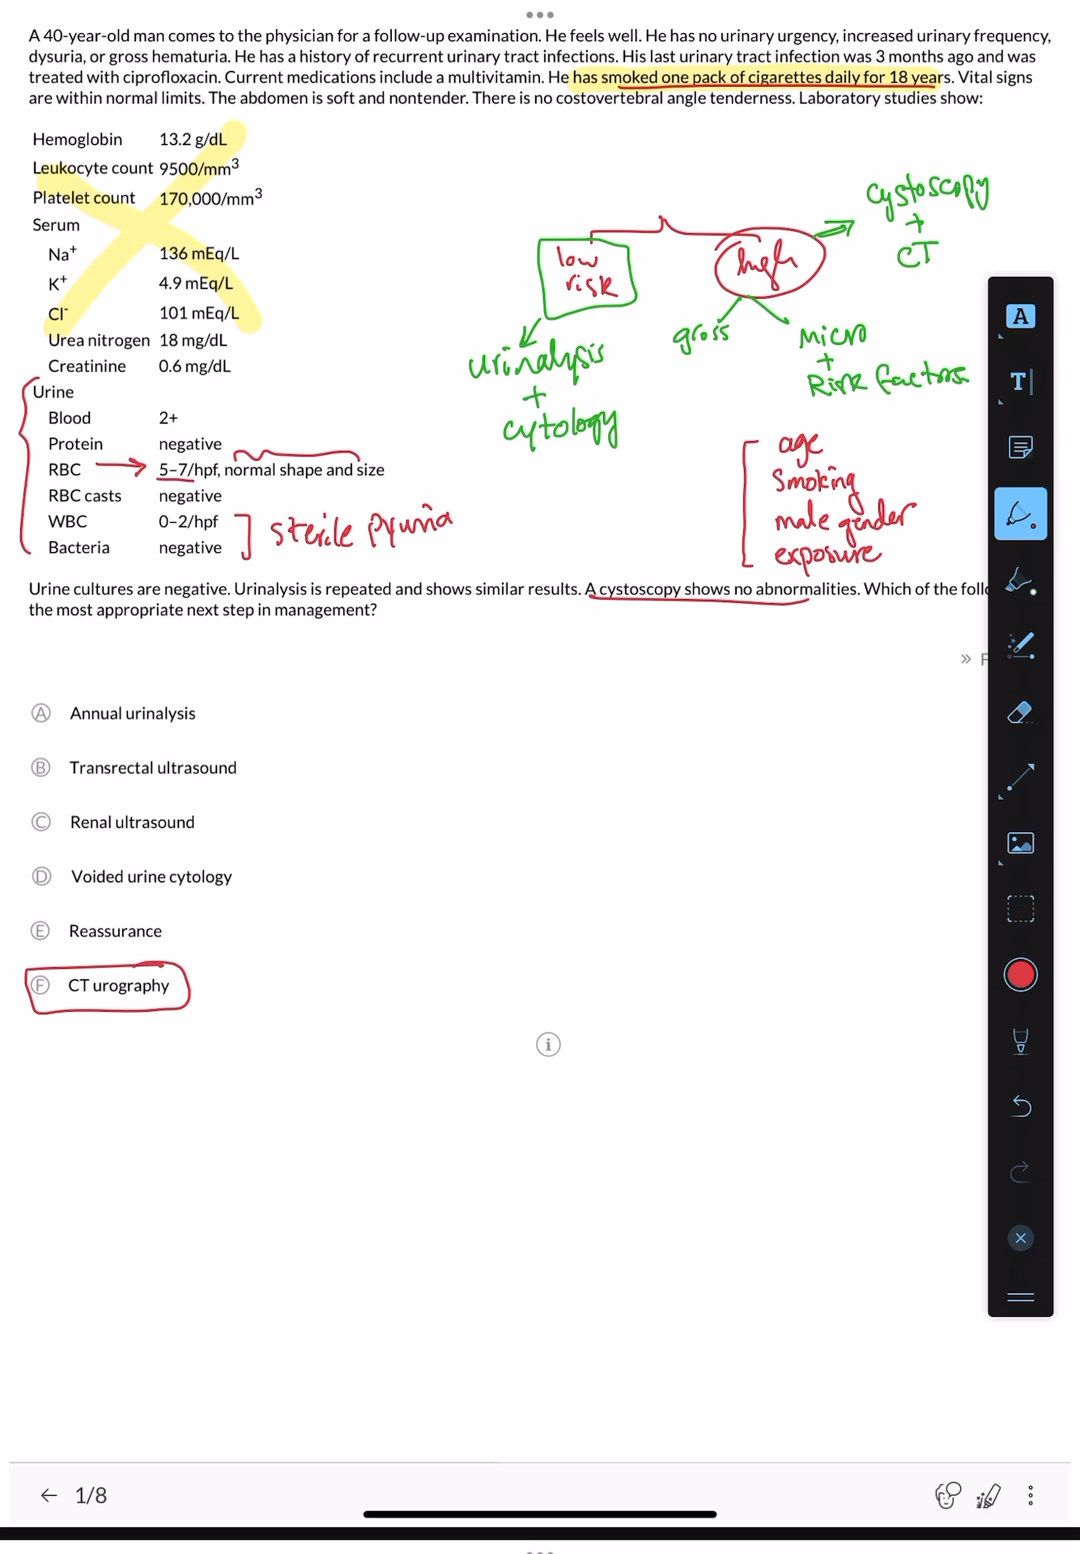 A 40-year-old man comes to the physician for a follow-up examination. He feels well. He has no urinary urgency, increased urinary frequency,
dysuria, or gross hematuria. He has a history of recurrent urinary tract infections. His last urinary tract infection was 3 months ago and was
treated with ciprofloxacin. Current medications include a multivitamin. He has smoked one pack of cigarettes daily for 18 years. Vital signs
are within normal limits. The abdomen is soft and nontender. There is no costovertebral angle tenderness. Laboratory studies show:
Hemoglobin 13.2 g/dL
Leukocyte count 9500/mm³
Platelet count 170,000/mm³
Serum
Na⁺ 136 mEq/L
K⁺ 4.9 mEq/L
Cl⁻ 101 mEq/L
Urea nitrogen 18 mg/dL
Creatinine 0.6 mg/dL
Urine
Blood 2+
Protein negative
RBC 5–7/hpf, normal shape and size
RBC casts negative
WBC 0–2/hpf
Bacteria negative
sterile pyuria
low
risk
high
cystoscopy
+
CT
urinalysis
+
cytology
gross
Micro
+
Risk factors
age
Smoking
male gender
exposure
Urine cultures are negative. Urinalysis is repeated and shows similar results. A cystoscopy shows no abnormalities. Which of the follo
the most appropriate next step in management?
» F
A Annual urinalysis
B Transrectal ultrasound
C Renal ultrasound
D Voided urine cytology
E Reassurance
F CT urography
i
A
T
← 1/8